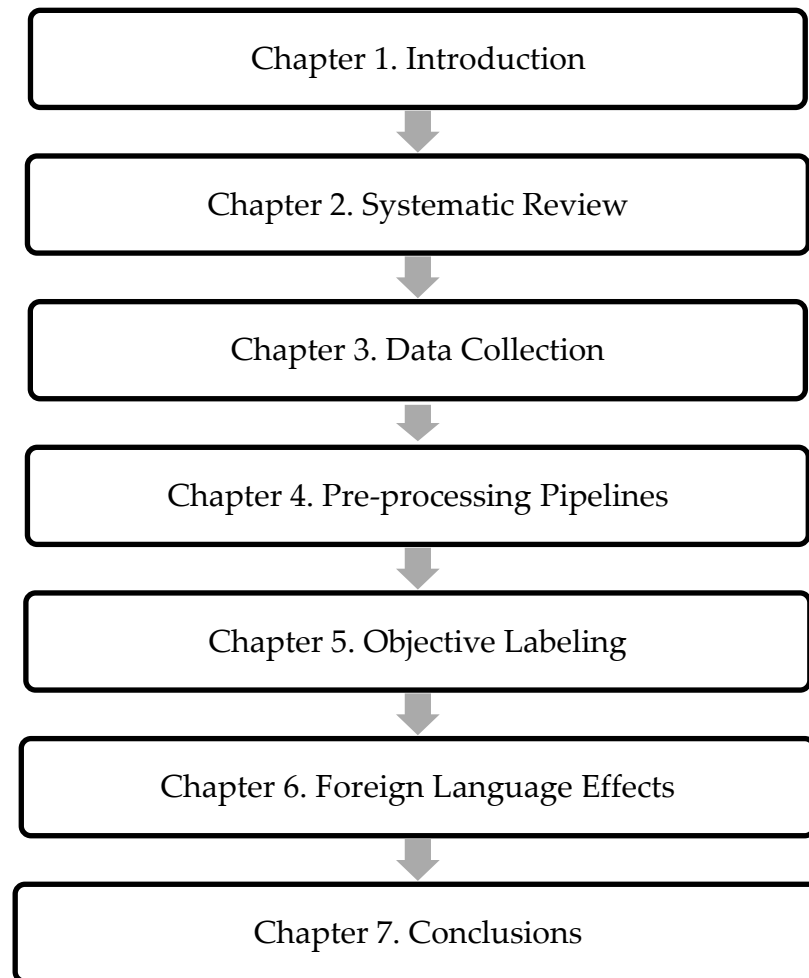 Chapter 1. Introduction
Chapter 2. Systematic Review
Chapter 3. Data Collection
Chapter 4. Pre-processing Pipelines
Chapter 5. Objective Labeling
Chapter 6. Foreign Language Effects
Chapter 7. Conclusions